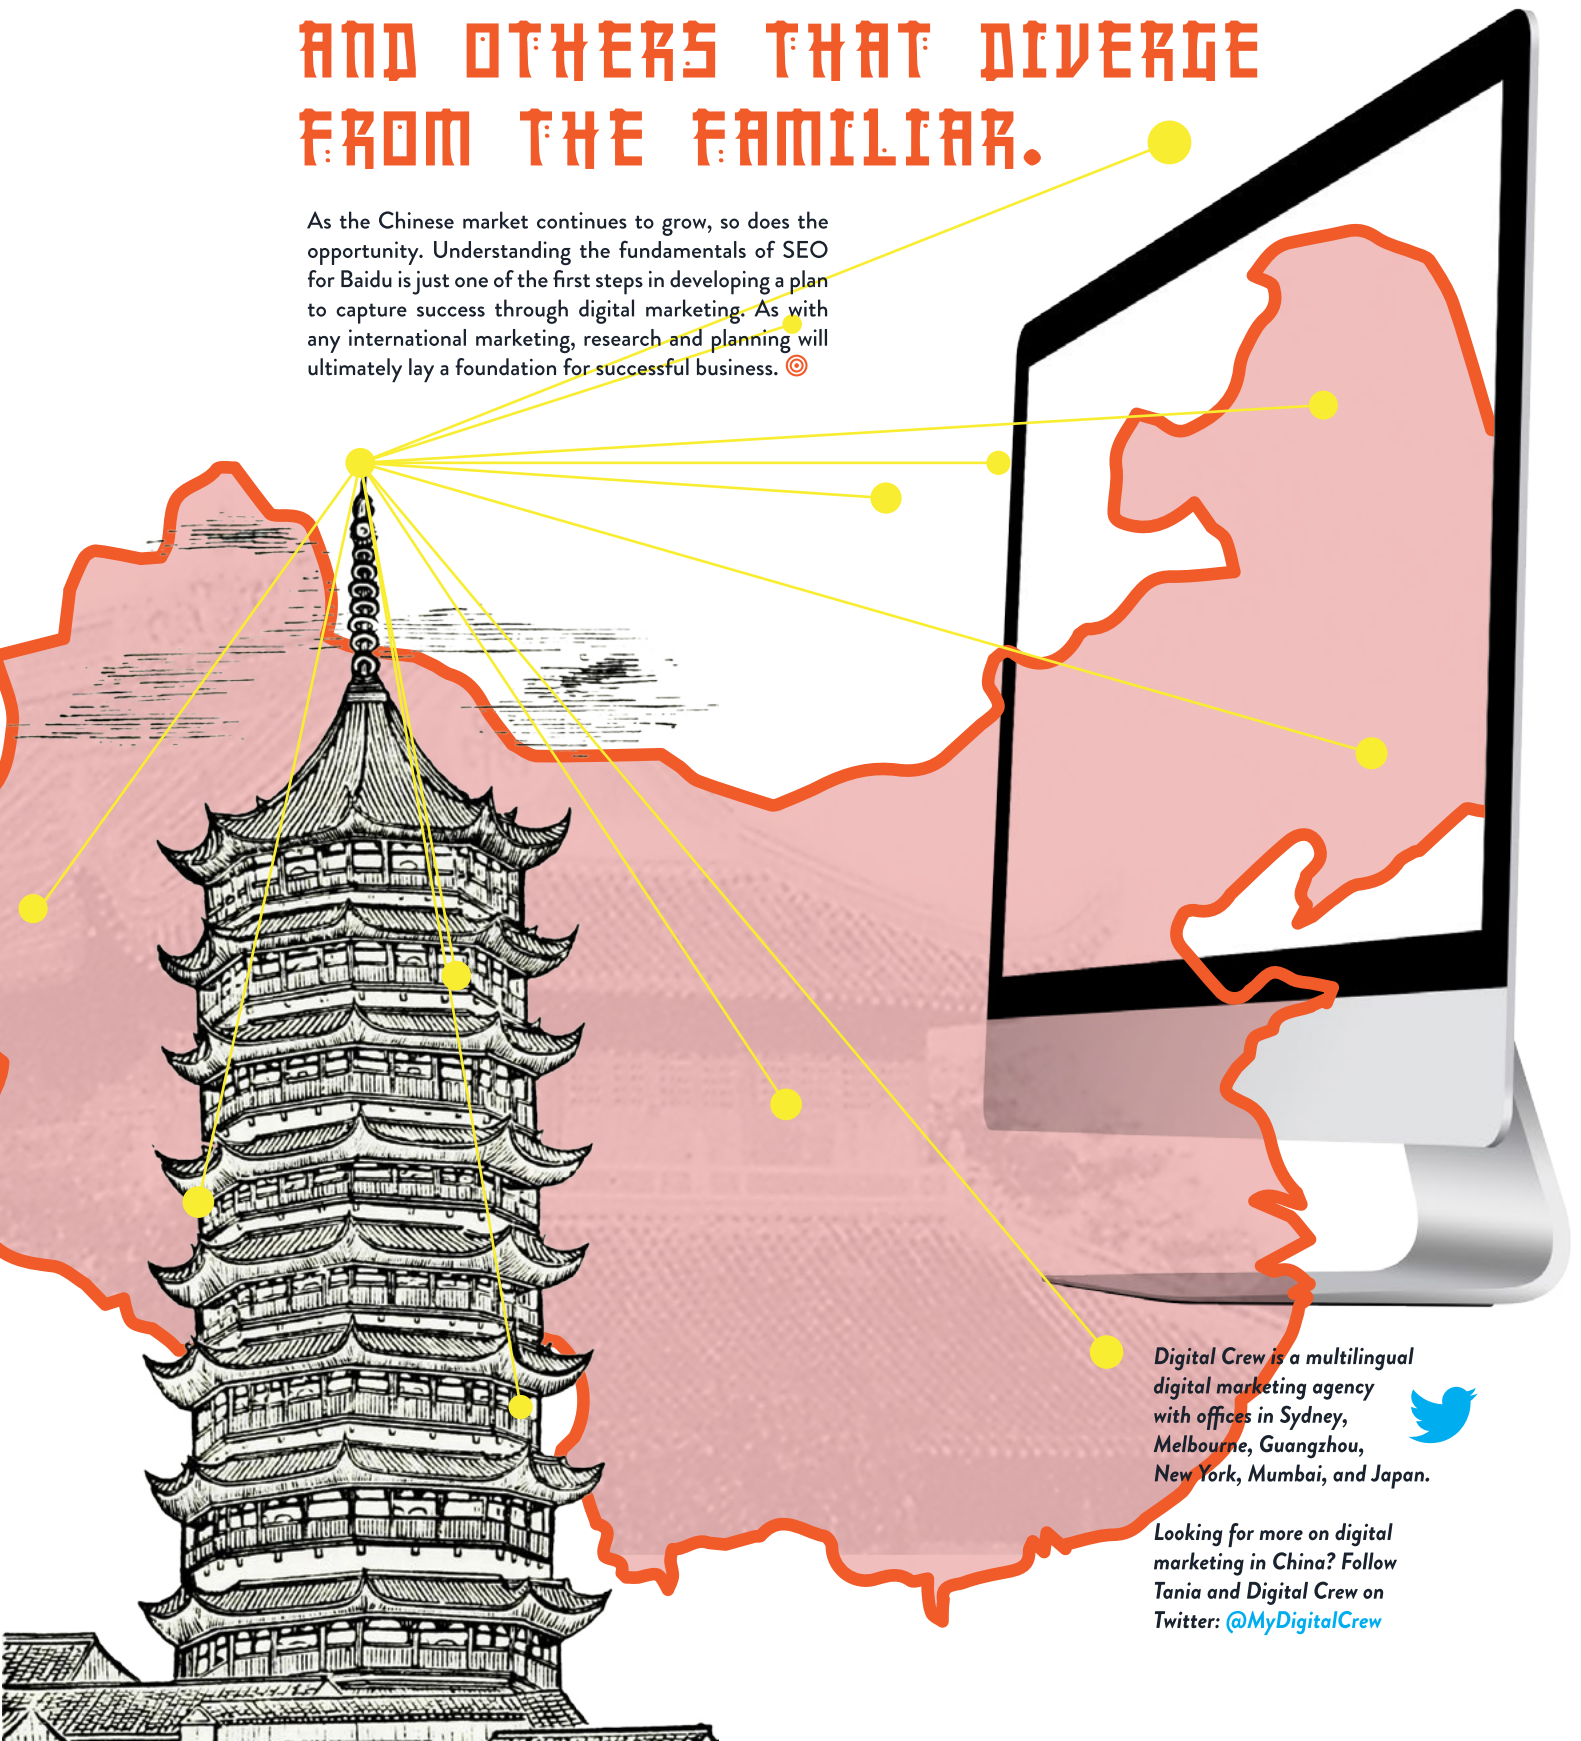 AND OTHERS THAT DIVERGE
FROM THE FAMILIAR.
As the Chinese market continues to grow, so does the
opportunity. Understanding the fundamentals of SEO
for Baidu is just one of the first steps in developing a plan
to capture success through digital marketing. As with
any international marketing, research and planning will
ultimately lay a foundation for successful business.
Digital Crew is a multilingual
digital marketing agency
with offices in Sydney,
Melbourne, Guangzhou,
New York, Mumbai, and Japan.
Looking for more on digital
marketing in China? Follow
Tania and Digital Crew on
Twitter: @MyDigitalCrew